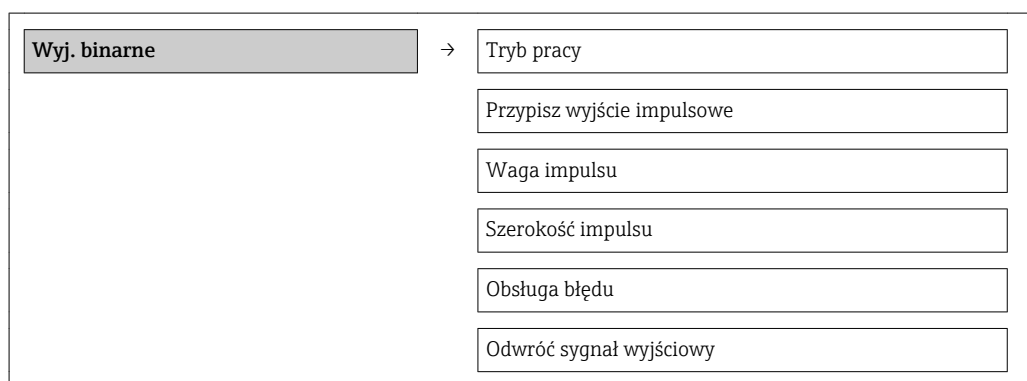 Wyj. binarne → Tryb pracy
Przypisz wyjście impulsowe
Waga impulsu
Szerokość impulsu
Obsługa błędu
Odwróć sygnał wyjściowy